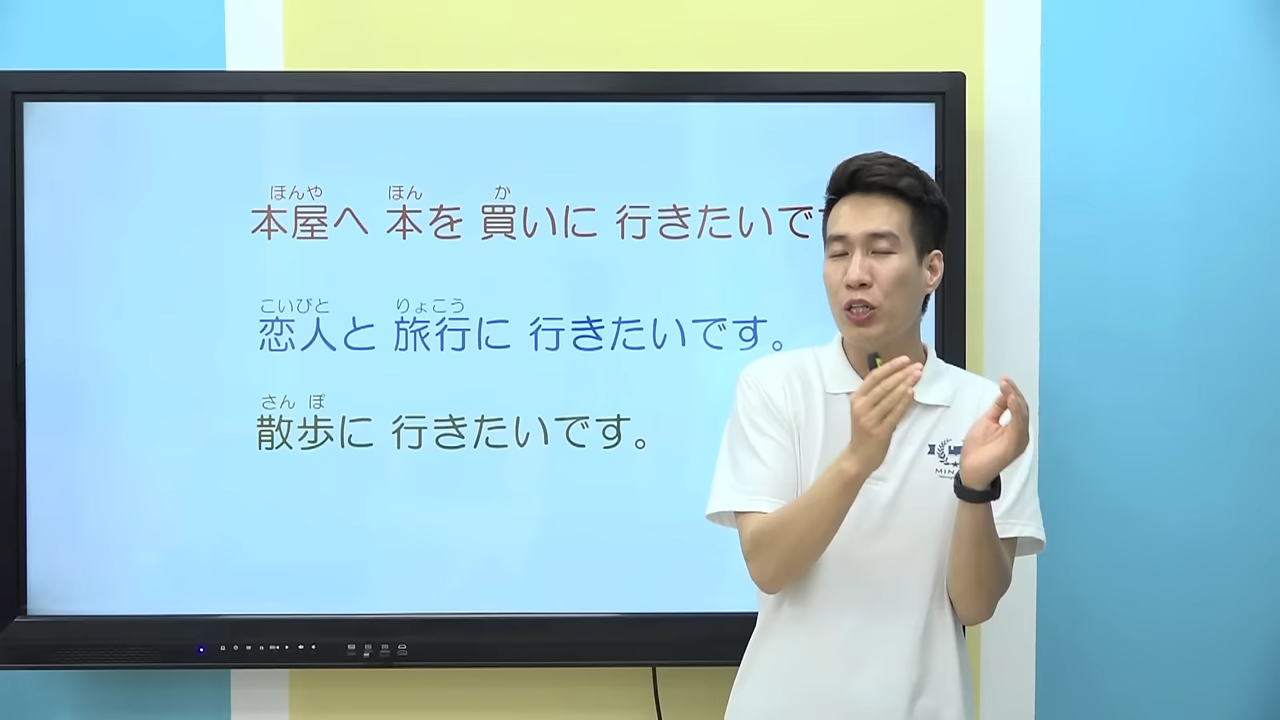 ほんや ほん か
本屋へ 本を 買いに 行きたいで
こいびと りょこう
恋人と 旅行に 行きたいです。
さん ぽ
散歩に 行きたいです。
MIN